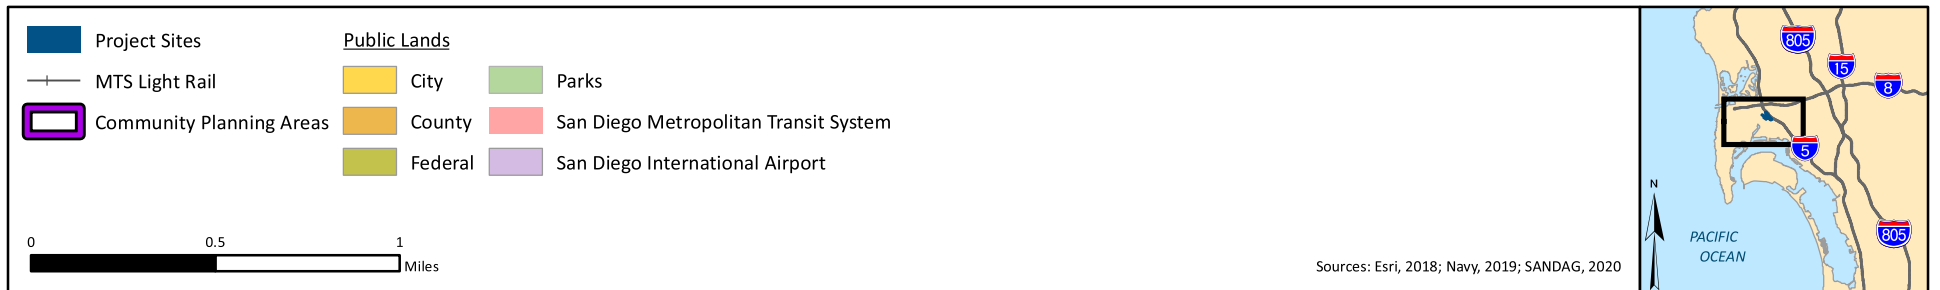 Project Sites
MTS Light Rail
Community Planning Areas
Public Lands
City
County
Federal
Parks
San Diego Metropolitan Transit System
San Diego International Airport
0 0.5 1
Miles
Sources: Esri, 2018; Navy, 2019; SANDAG, 2020
805
15
8
5
805
N
PACIFIC
OCEAN